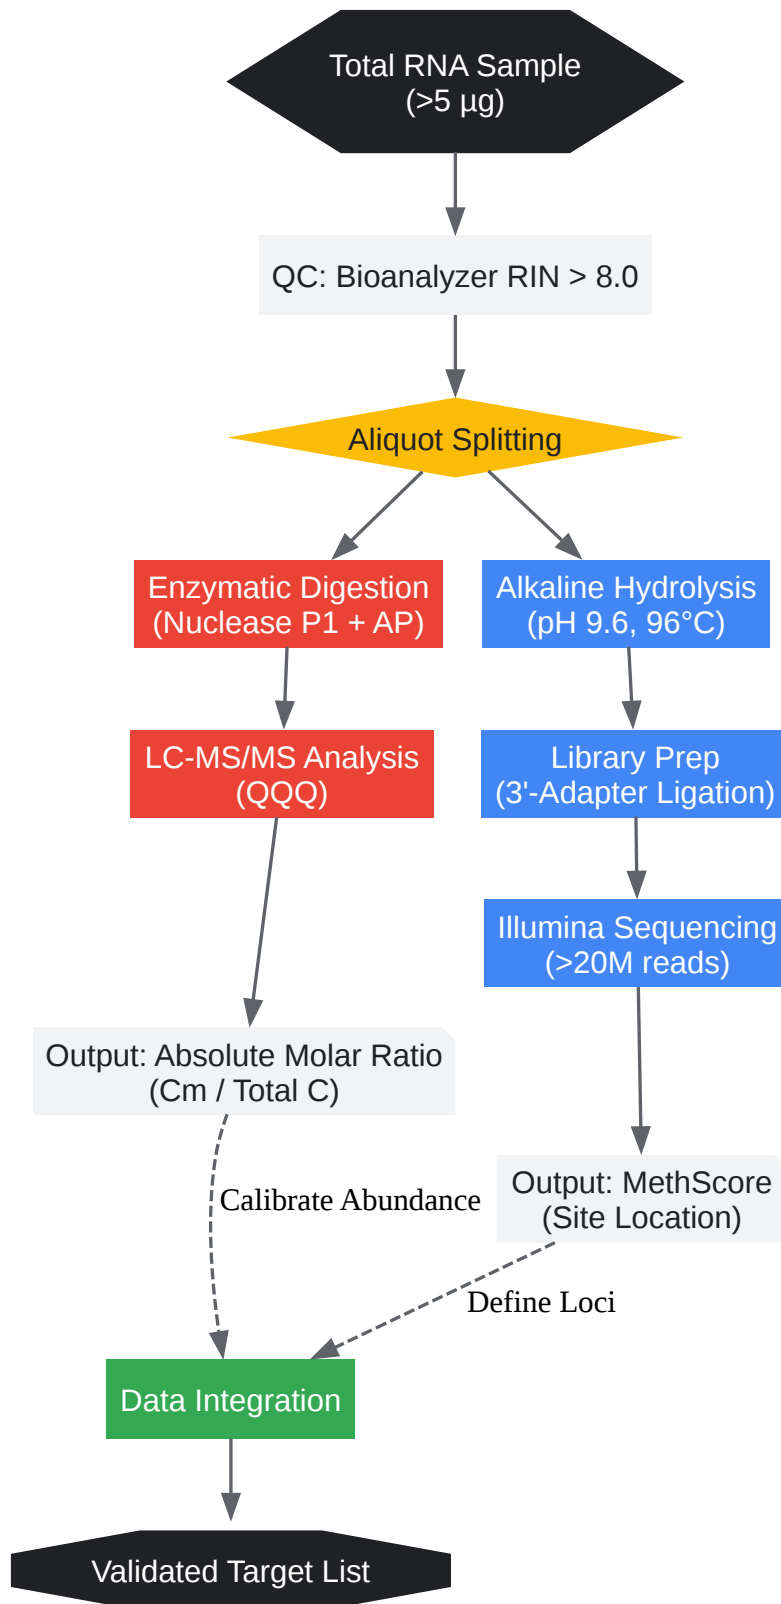 Total RNA Sample
(>5 µg)
QC: Bioanalyzer RIN > 8.0
Aliquot Splitting
Enzymatic Digestion
(Nuclease P1 + AP)
Alkaline Hydrolysis
(pH 9.6, 96°C)
LC-MS/MS Analysis
(QQQ)
Library Prep
(3'-Adapter Ligation)
Illumina Sequencing
(>20M reads)
Output: Absolute Molar Ratio
(Cm / Total C)
Output: MethScore
(Site Location)
Calibrate Abundance
Define Loci
Data Integration
Validated Target List